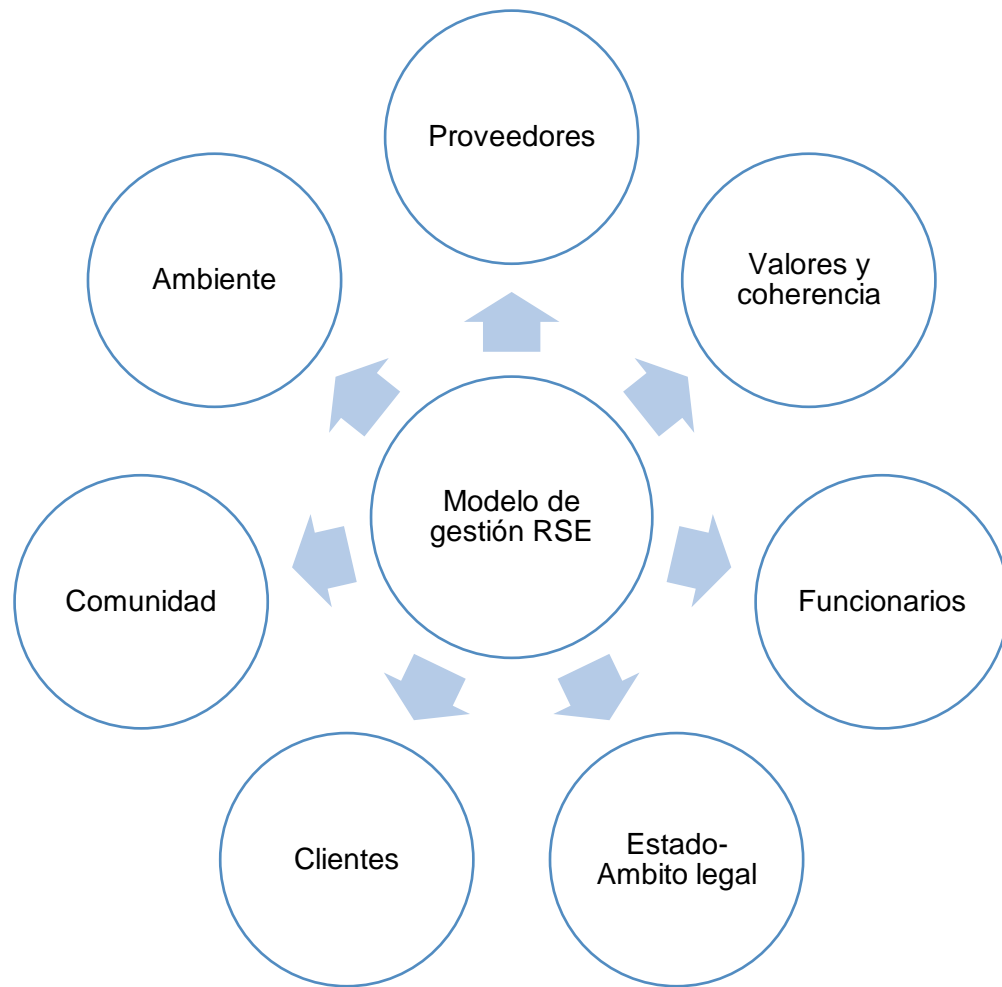 Proveedores
Valores y
coherencia
Ambiente
Modelo de
gestión RSE
Comunidad
Funcionarios
Clientes
Estado-
Ambito legal